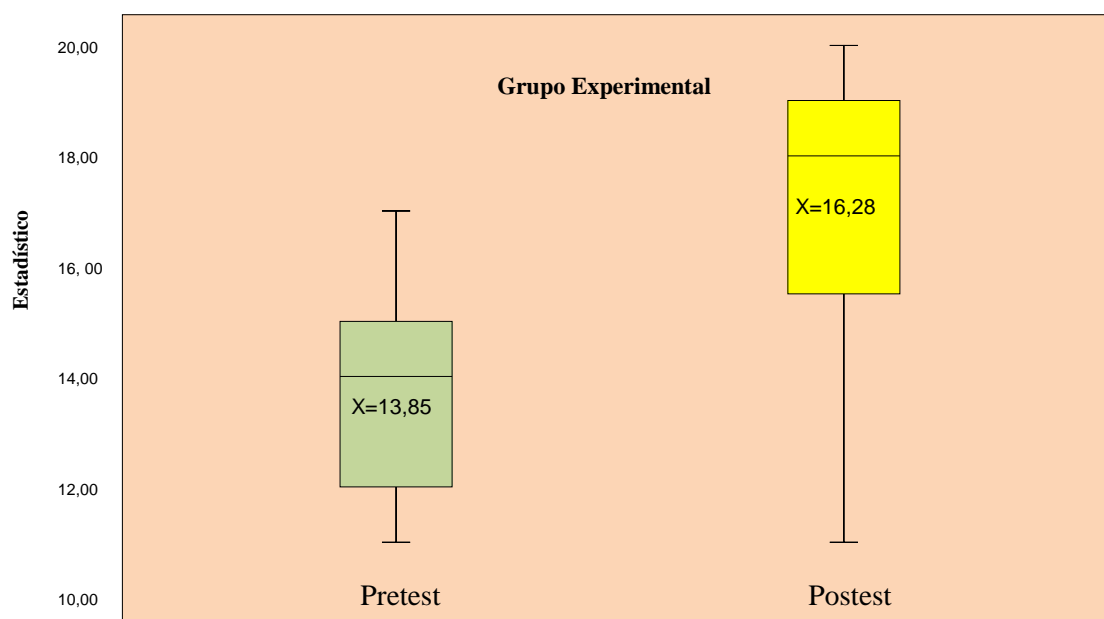 20,00
Grupo Experimental
18,00
X=16,28
Estadístico
16, 00
14,00
X=13,85
12,00
Pretest
Postest
10,00